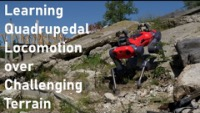 Learning
Quadrupedal
Locomotion
over
Challenging
Terrain